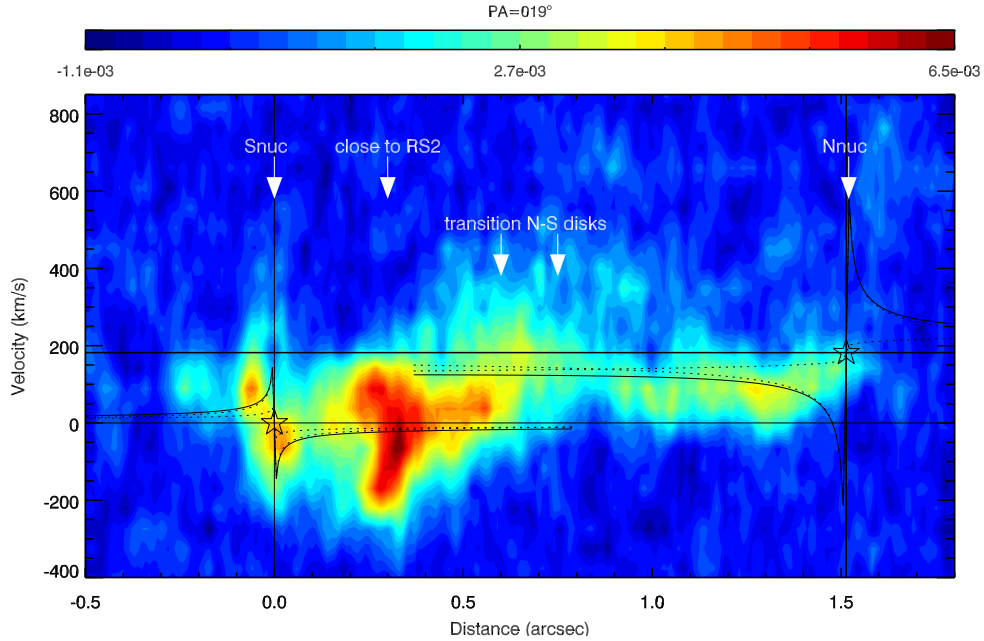 PA=019°
-1.1e-03 2.7e-03 6.5e-03
Snuc
close to RS2
Nnuc
transition N-S disks
Velocity (km/s)
800
600
400
200
0
-200
-400
-0.5 0.0 0.5 1.0 1.5
Distance (arcsec)